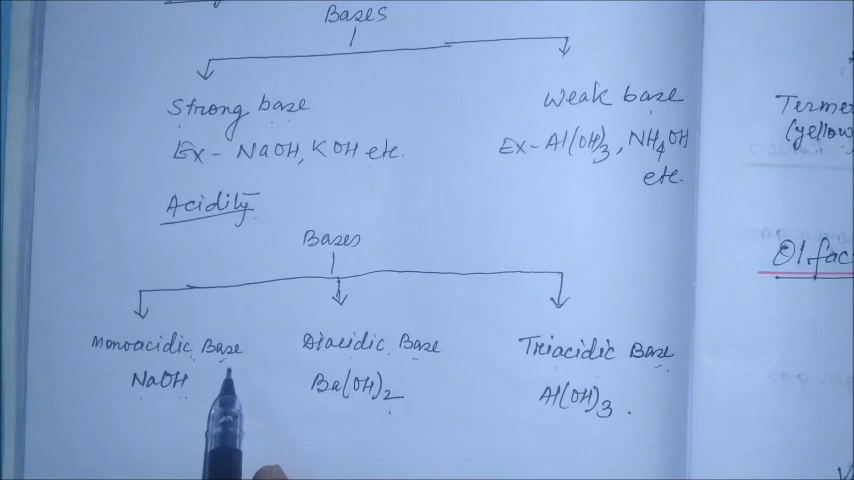 Bases
Strong base
Weak base
Ex - NaOH, KOH etc.
Ex - Al(OH)3, NH4OH
etc.
Acidity
Bases
Monoacidic Base
Diacidic Base
Triacidic Base
NaOH
Ba(OH)2
Al(OH)3 .
Termer
(yellow
Olfac